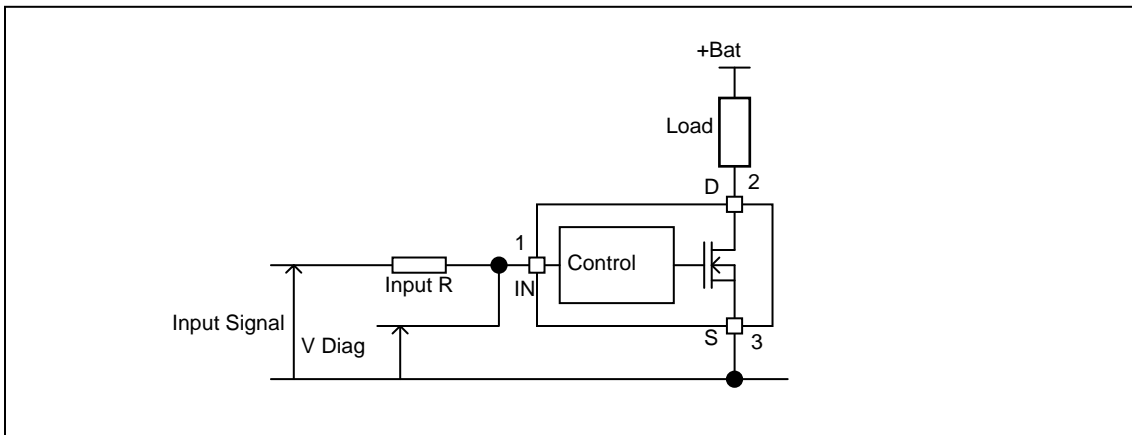 +Bat
Load
D
2
1
Control
IN
Input R
Input Signal
V Diag
S
3